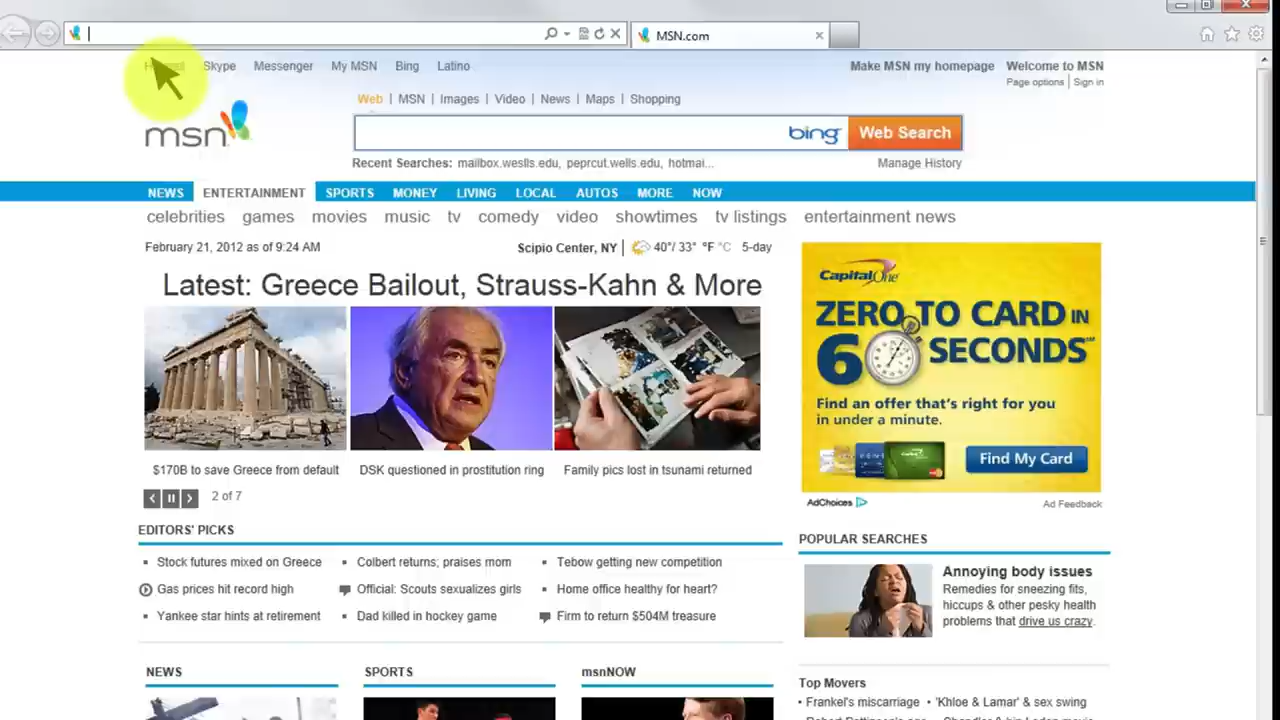 MSN.com
Skype Messenger My MSN Bing Latino
Make MSN my homepage Welcome to MSN
Page options | Sign in
Web | MSN | Images | Video | News | Maps | Shopping
msn
bing Web Search
Recent Searches: mailbox.weslls.edu, peprcut.wells.edu, hotmai...
Manage History
NEWS ENTERTAINMENT SPORTS MONEY LIVING LOCAL AUTOS MORE NOW
celebrities games movies music tv comedy video showtimes tv listings entertainment news
February 21, 2012 as of 9:24 AM
Scipio Center, NY | 40°/ 33° °F °C 5-day
Latest: Greece Bailout, Strauss-Kahn & More
$170B to save Greece from default
DSK questioned in prostitution ring
Family pics lost in tsunami returned
2 of 7
Capital One
ZERO TO CARD IN
60 SECONDS℠
Find an offer that's right for you
in under a minute.
Find My Card
AdChoices
Ad Feedback
EDITORS' PICKS
Stock futures mixed on Greece
Colbert returns; praises mom
Tebow getting new competition
Gas prices hit record high
Official: Scouts sexualizes girls
Home office healthy for heart?
Yankee star hints at retirement
Dad killed in hockey game
Firm to return $504M treasure
POPULAR SEARCHES
Annoying body issues
Remedies for sneezing fits,
hiccups & other pesky health
problems that drive us crazy.
NEWS
SPORTS
msnNOW
Top Movers
• Frankel's miscarriage • 'Khloe & Lamar' & sex swing